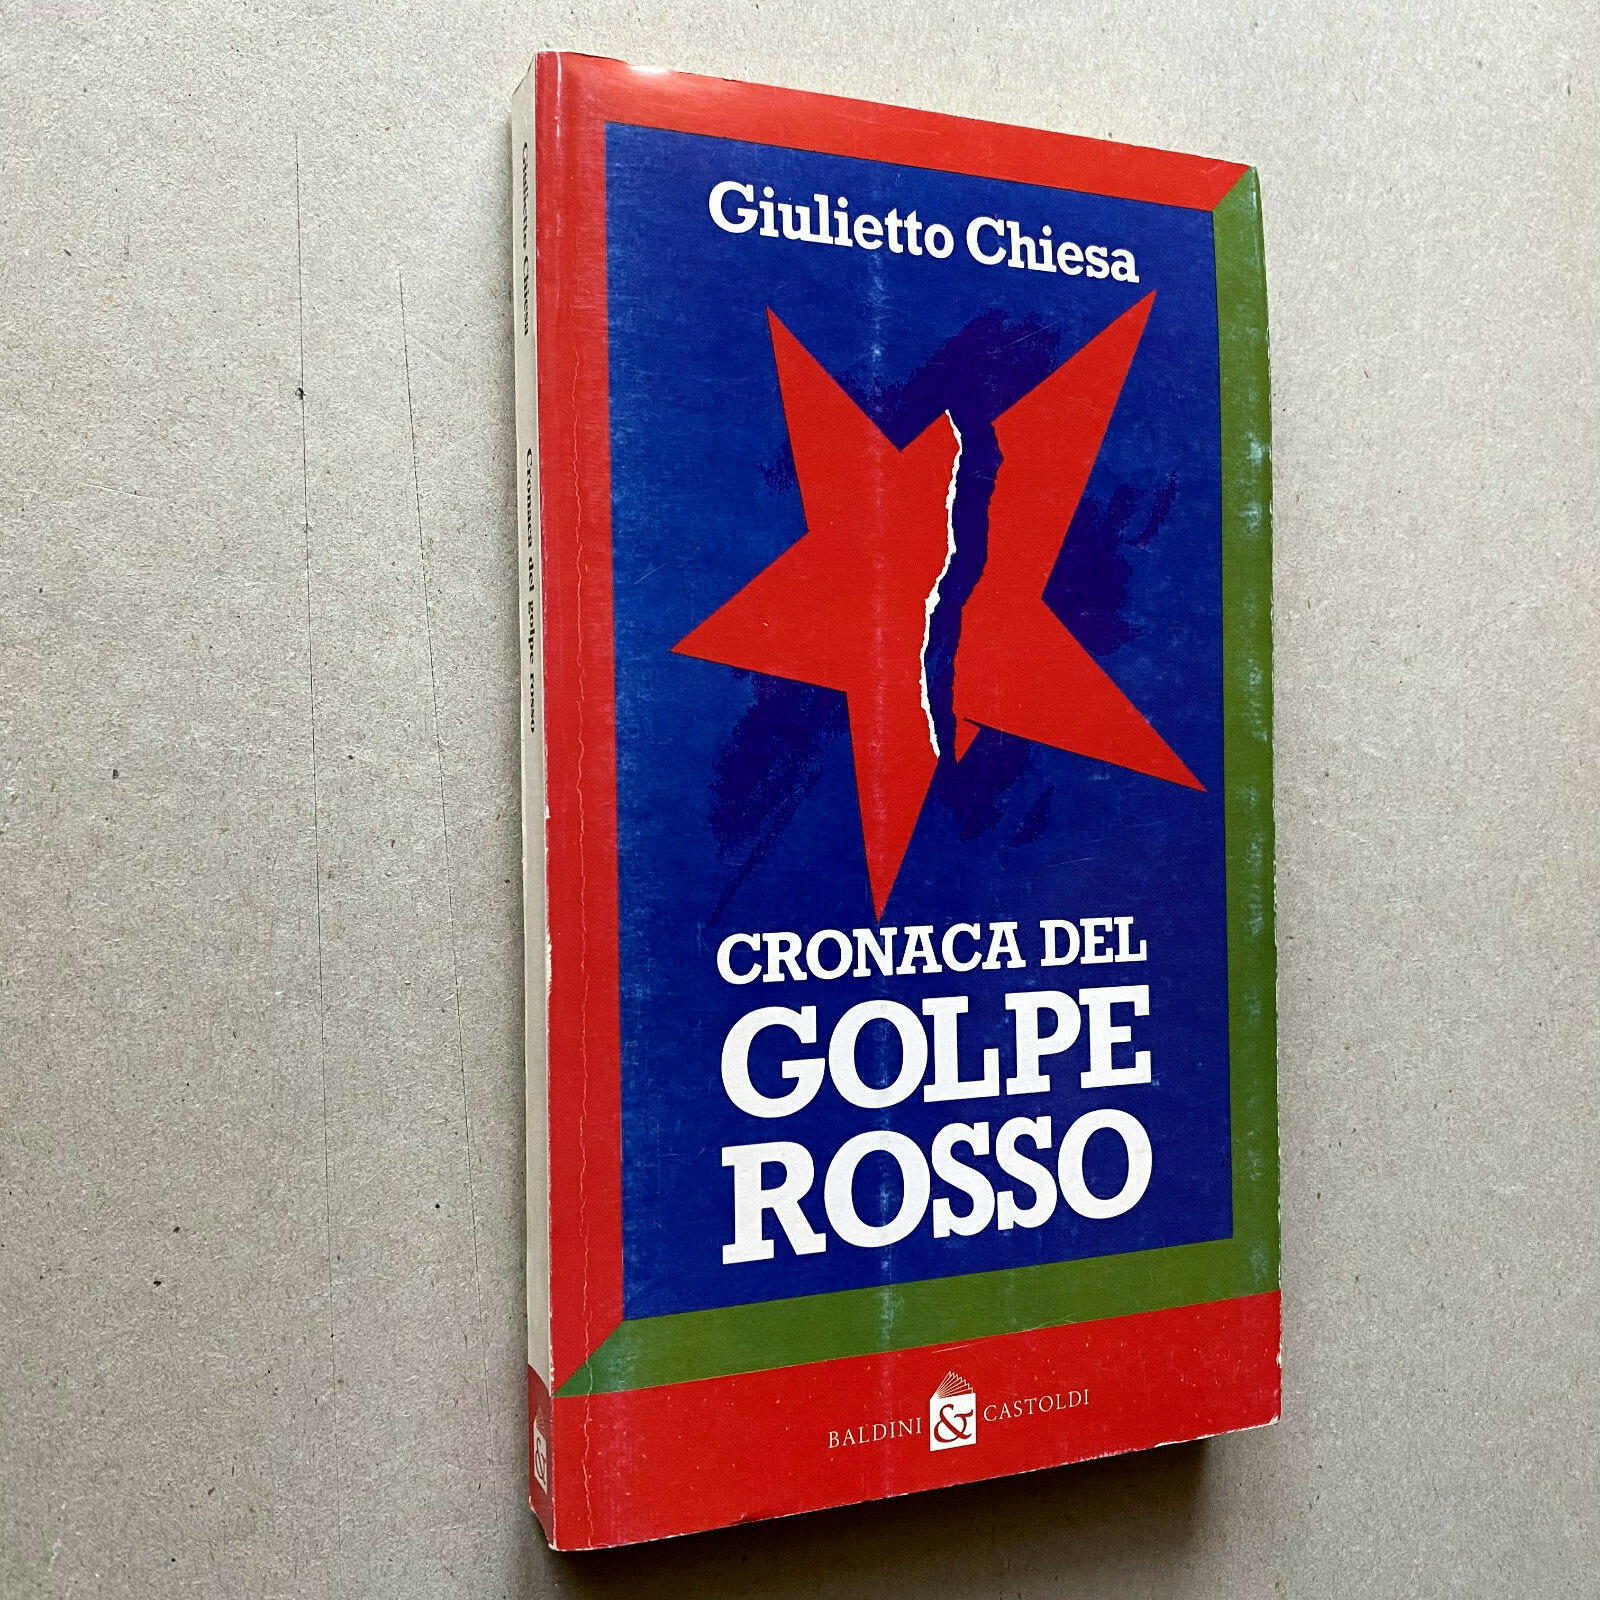 Giulietto Chiesa
CRONACA DEL
GOLPE
ROSSO
BALDINI & CASTOLDI
Giulietto Chiesa
Cronaca del golpe rosso
&